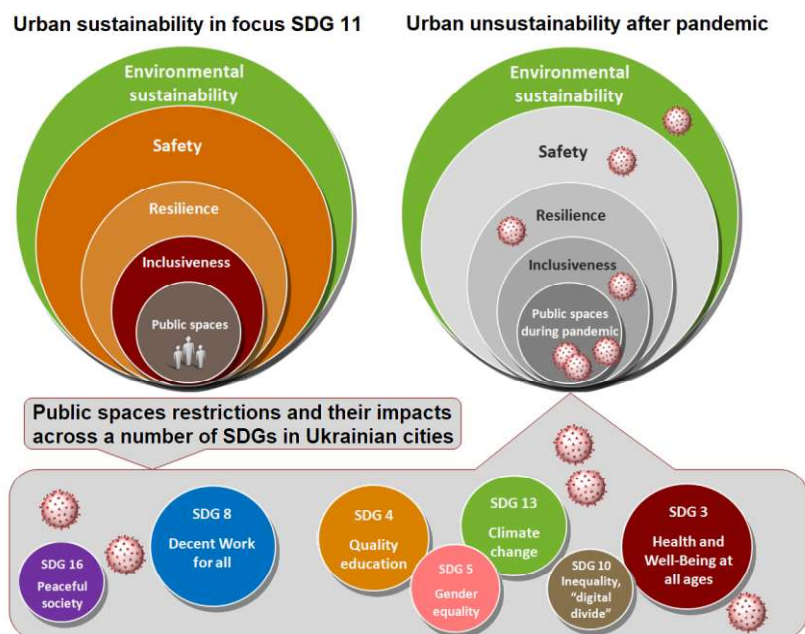 Urban sustainability in focus SDG 11
Environmental
sustainability
Safety
Resilience
Inclusiveness
Public spaces
Urban unsustainability after pandemic
Environmental
sustainability
Safety
Resilience
Inclusiveness
Public spaces
during pandemic
Public spaces restrictions and their impacts
across a number of SDGs in Ukrainian cities
SDG 16
Peaceful
society
SDG 8
Decent Work
for all
SDG 4
Quality
education
SDG 5
Gender
equality
SDG 13
Climate
change
SDG 10
Inequality,
“digital
divide”
SDG 3
Health and
Well-Being at
all ages